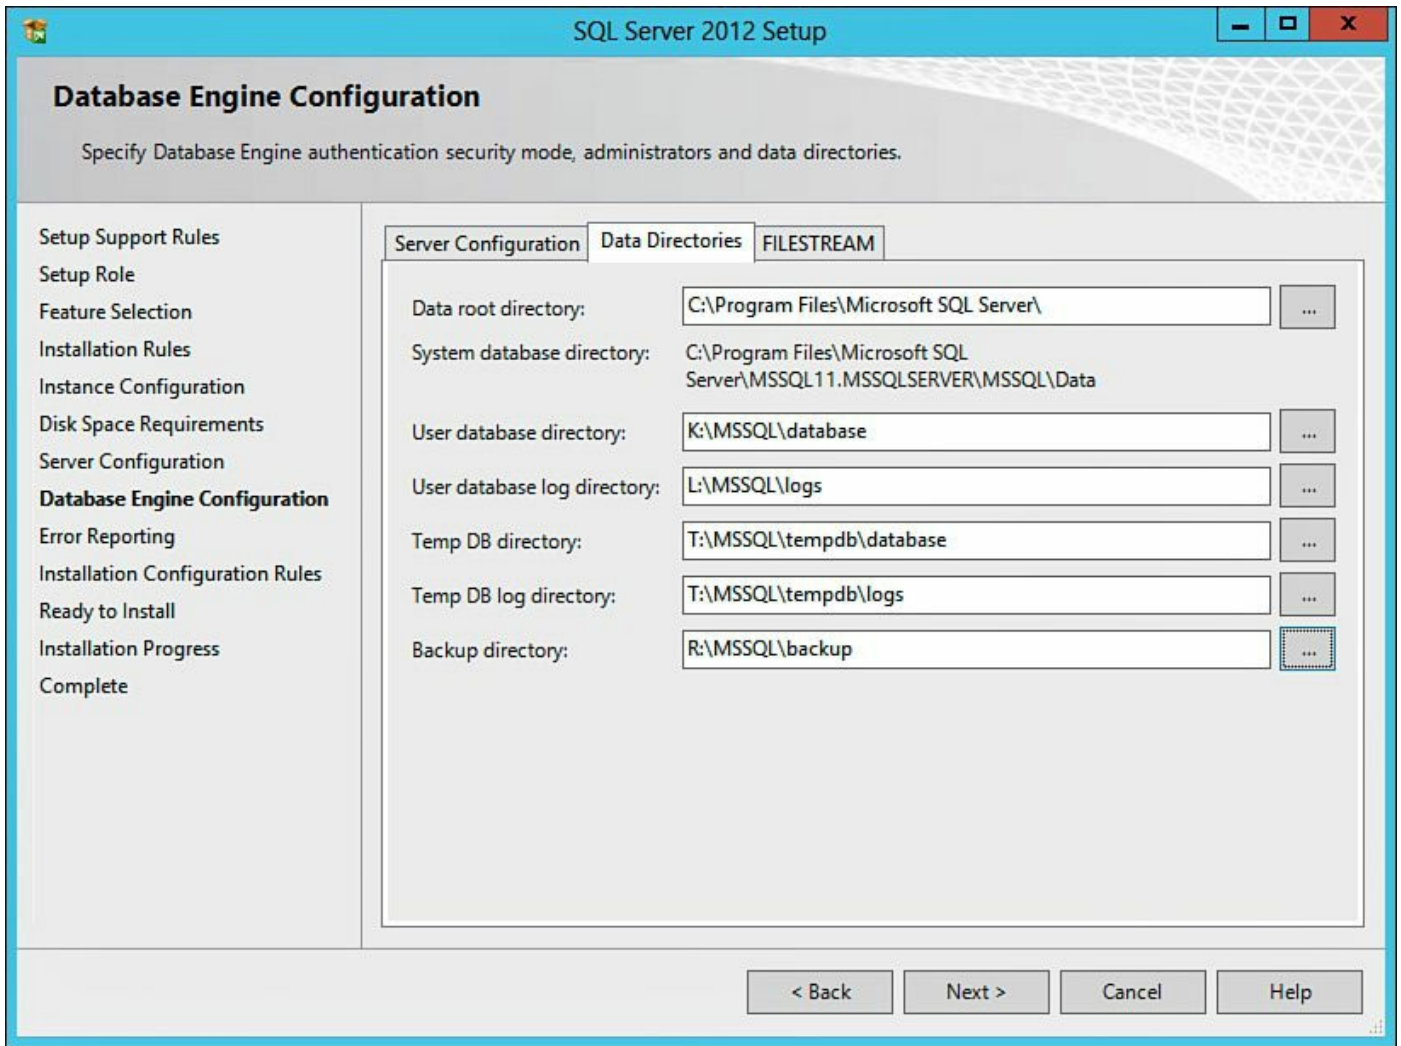 SQL Server 2012 Setup
Database Engine Configuration
Specify Database Engine authentication security mode, administrators and data directories.
Setup Support Rules
Setup Role
Feature Selection
Installation Rules
Instance Configuration
Disk Space Requirements
Server Configuration
Database Engine Configuration
Error Reporting
Installation Configuration Rules
Ready to Install
Installation Progress
Complete
Server Configuration Data Directories FILESTREAM
Data root directory: C:\Program Files\Microsoft SQL Server\ ...
System database directory: C:\Program Files\Microsoft SQL
Server\MSSQL11.MSSQLSERVER\MSSQL\Data
User database directory: K:\MSSQL\database ...
User database log directory: L:\MSSQL\logs ...
Temp DB directory: T:\MSSQL\tempdb\database ...
Temp DB log directory: T:\MSSQL\tempdb\logs ...
Backup directory: R:\MSSQL\backup ...
< Back Next > Cancel Help